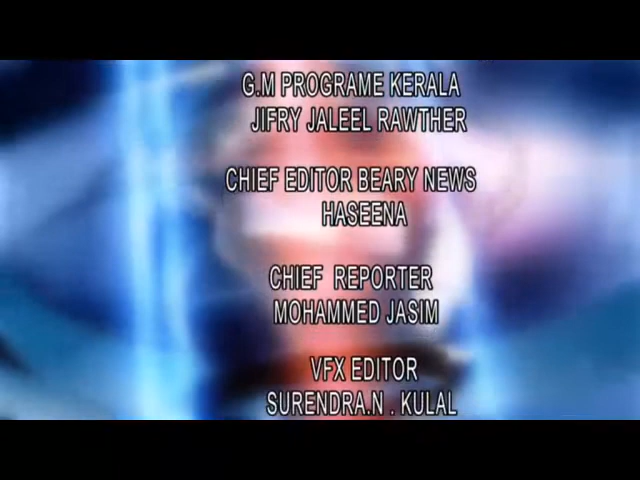 G.M PROGRAME KERALA
JIFRY JALEEL RAWTHER
CHIEF EDITOR BEARY NEWS
HASEENA
CHIEF REPORTER
MOHAMMED JASIM
VFX EDITOR
SURENDRA.N . KULAL